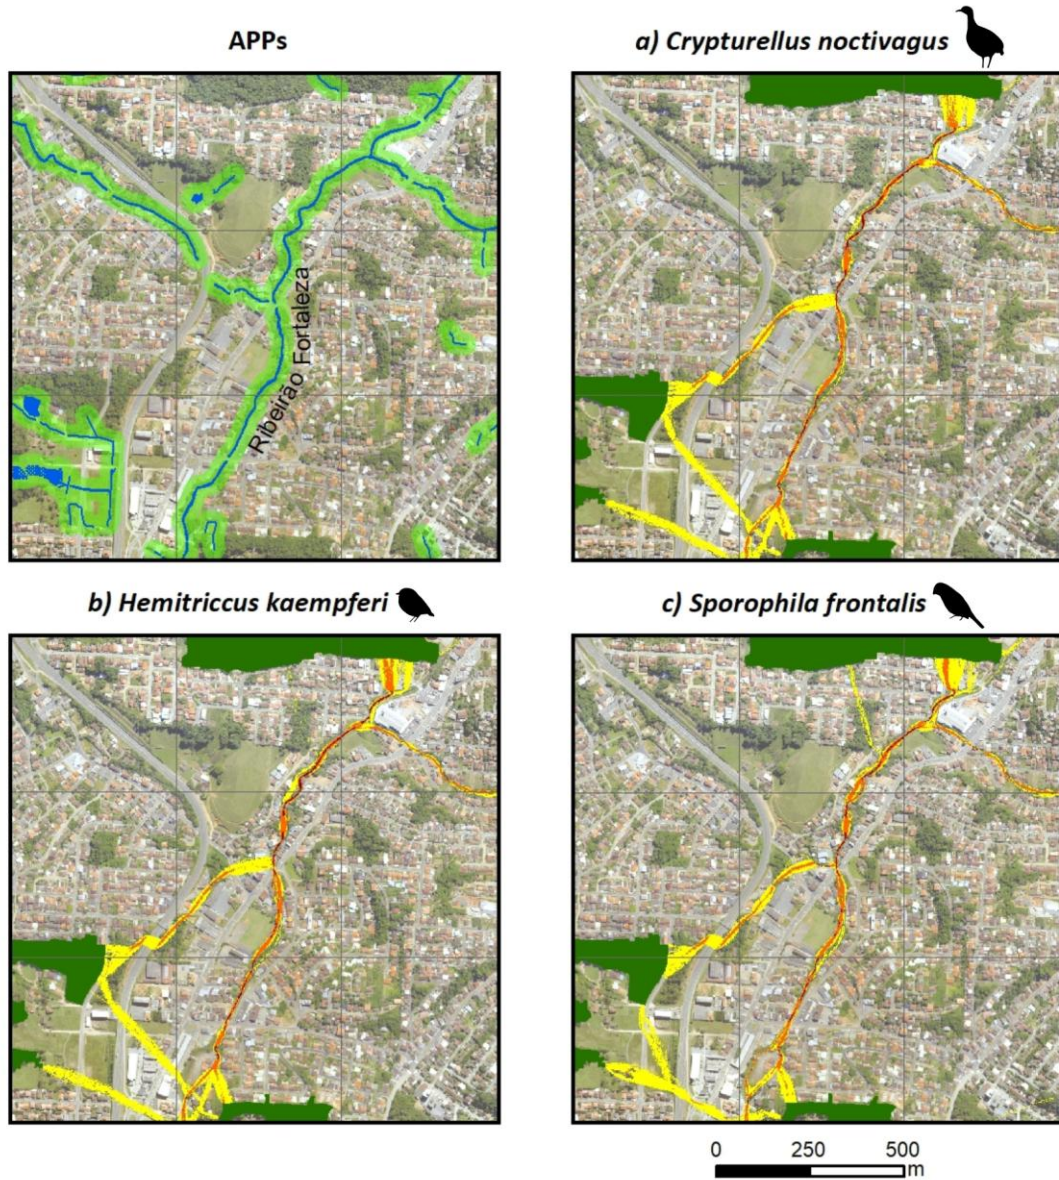 APPs
a) Crypturellus noctivagus
Ribeirão Fortaleza
b) Hemitriccus kaempferi
c) Sporophila frontalis
0 250 500
m